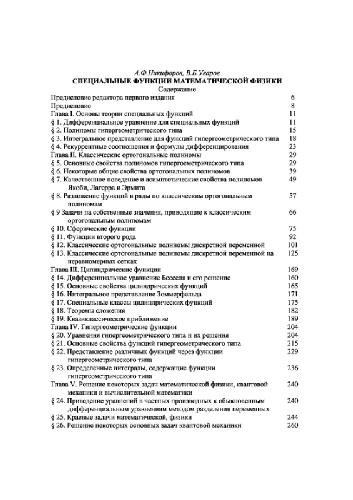 А.Ф.Никифоров, В.Б.Уваров
СПЕЦИАЛЬНЫЕ ФУНКЦИИ МАТЕМАТИЧЕСКОЙ ФИЗИКИ
Содержание
Предисловие редактора первого издания 6
Предисловие 8
Глава I. Основы теории специальных функций 11
§ 1. Дифференциальное уравнение для специальных функций 11
§ 2. Полиномы гипергеометрического типа 15
§ 3. Интегральное представление для функций гипергеометрического типа 18
§ 4. Рекуррентные соотношения и формулы дифференцирования 23
Глава II. Классические ортогональные полиномы 29
§ 5. Основные свойства полиномов гипергеометрического типа 29
§ 6. Некоторые общие свойства ортогональных полиномов 39
§ 7. Качественное поведение и асимптотические свойства полиномов 49
Якоби, Лагерра и Эрмита
§ 8. Разложение функций в ряды по классическим ортогональным 57
полиномам
§ 9 Задачи на собственные значения, приводящие к классическим 66
ортогональным полиномам
§ 10. Сферические функции 75
§ 11. Функции второго рода 92
§ 12. Классические ортогональные полиномы дискретной переменной 101
§ 13. Классические ортогональные полиномы дискретной переменной на 125
неравномерных сетках
Глава III. Цилиндрические функции 169
§ 14. Дифференциальное уравнение Бесселя и его решение 160
§ 15. Основные свойства цилиндрических функций 165
§ 16. Интегральное представление Зоммерфельда 171
§ 17. Специальные классы цилиндрических функций 175
§ 18. Теорема сложения 182
§ 19. Квазиклассическое приближение 189
Глава IV. Гипергеометрические функции 204
§ 20. Уравнения гипергеометрического типа и их решения 204
§ 21. Основные свойства функций гипергеометрического типа 215
§ 22. Представление различных функций через функции 229
гипергеометрического типа
§ 23. Определенные интегралы, содержащие функции 236
гипергеометрического типа
Глава V. Решение некоторых задач математической физики, квантовой 240
механики и вычислительной математики
§ 24. Приведение уравнений в частных производных к обыкновенным 240
дифференциальным уравнениям методом разделения переменных
§ 25. Краевые задачи математической физики 244
§ 26. Решение некоторых основных задач квантовой механики 260